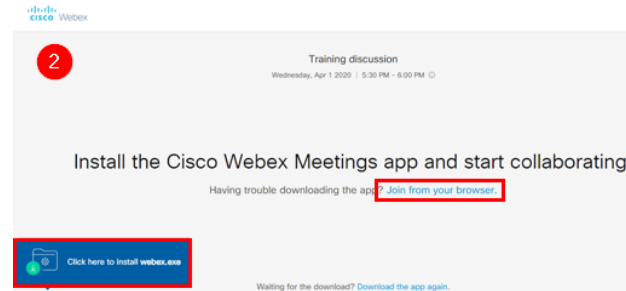 CISCO Webex
2
Training discussion
Wednesday, Apr 1 2020 | 5:30 PM - 6:00 PM
Install the Cisco Webex Meetings app and start collaborating
Having trouble downloading the app? Join from your browser.
Click here to install webex.exe
Waiting for the download? Download the app again.